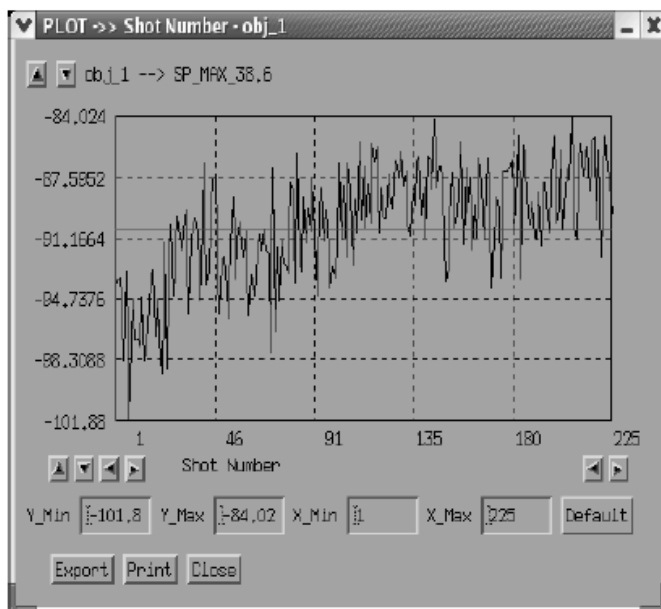 PLOT ->> Shot Number - obj_1
obj_1 --> SP_MAX_38.6
-84.024
-87.5952
-91.1664
-94.7376
-98.3088
-101.88
1 46 91 135 180 225
Shot Number
Y_Min -101.8 Y_Max -84.02 X_Min 1 X_Max 225 Default
Export Print Close